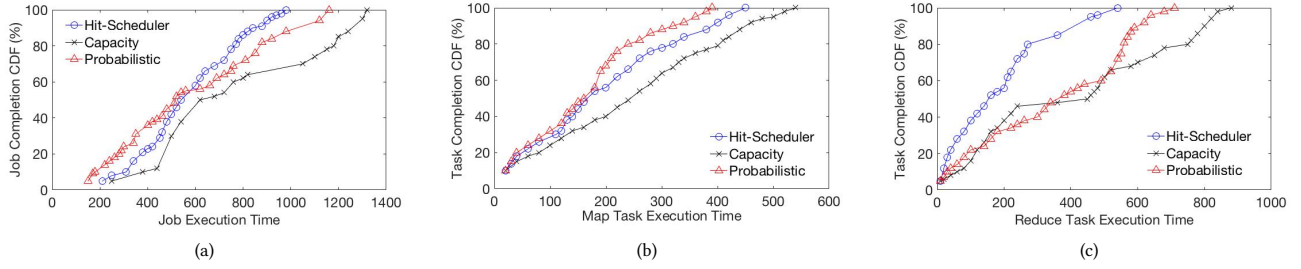 100
80
60
40
20
0
Job Completion CDF (%)
Hit-Scheduler
Capacity
Probabilistic
200 400 600 800 1000 1200 1400
Job Execution Time
(a)
100
80
60
40
20
0
Task Completion CDF (%)
Hit-Scheduler
Capacity
Probabilistic
0 100 200 300 400 500 600
Map Task Execution Time
(b)
100
80
60
40
20
0
Task Completion CDF (%)
Hit-Scheduler
Capacity
Probabilistic
0 200 400 600 800 1000
Reduce Task Execution Time
(c)